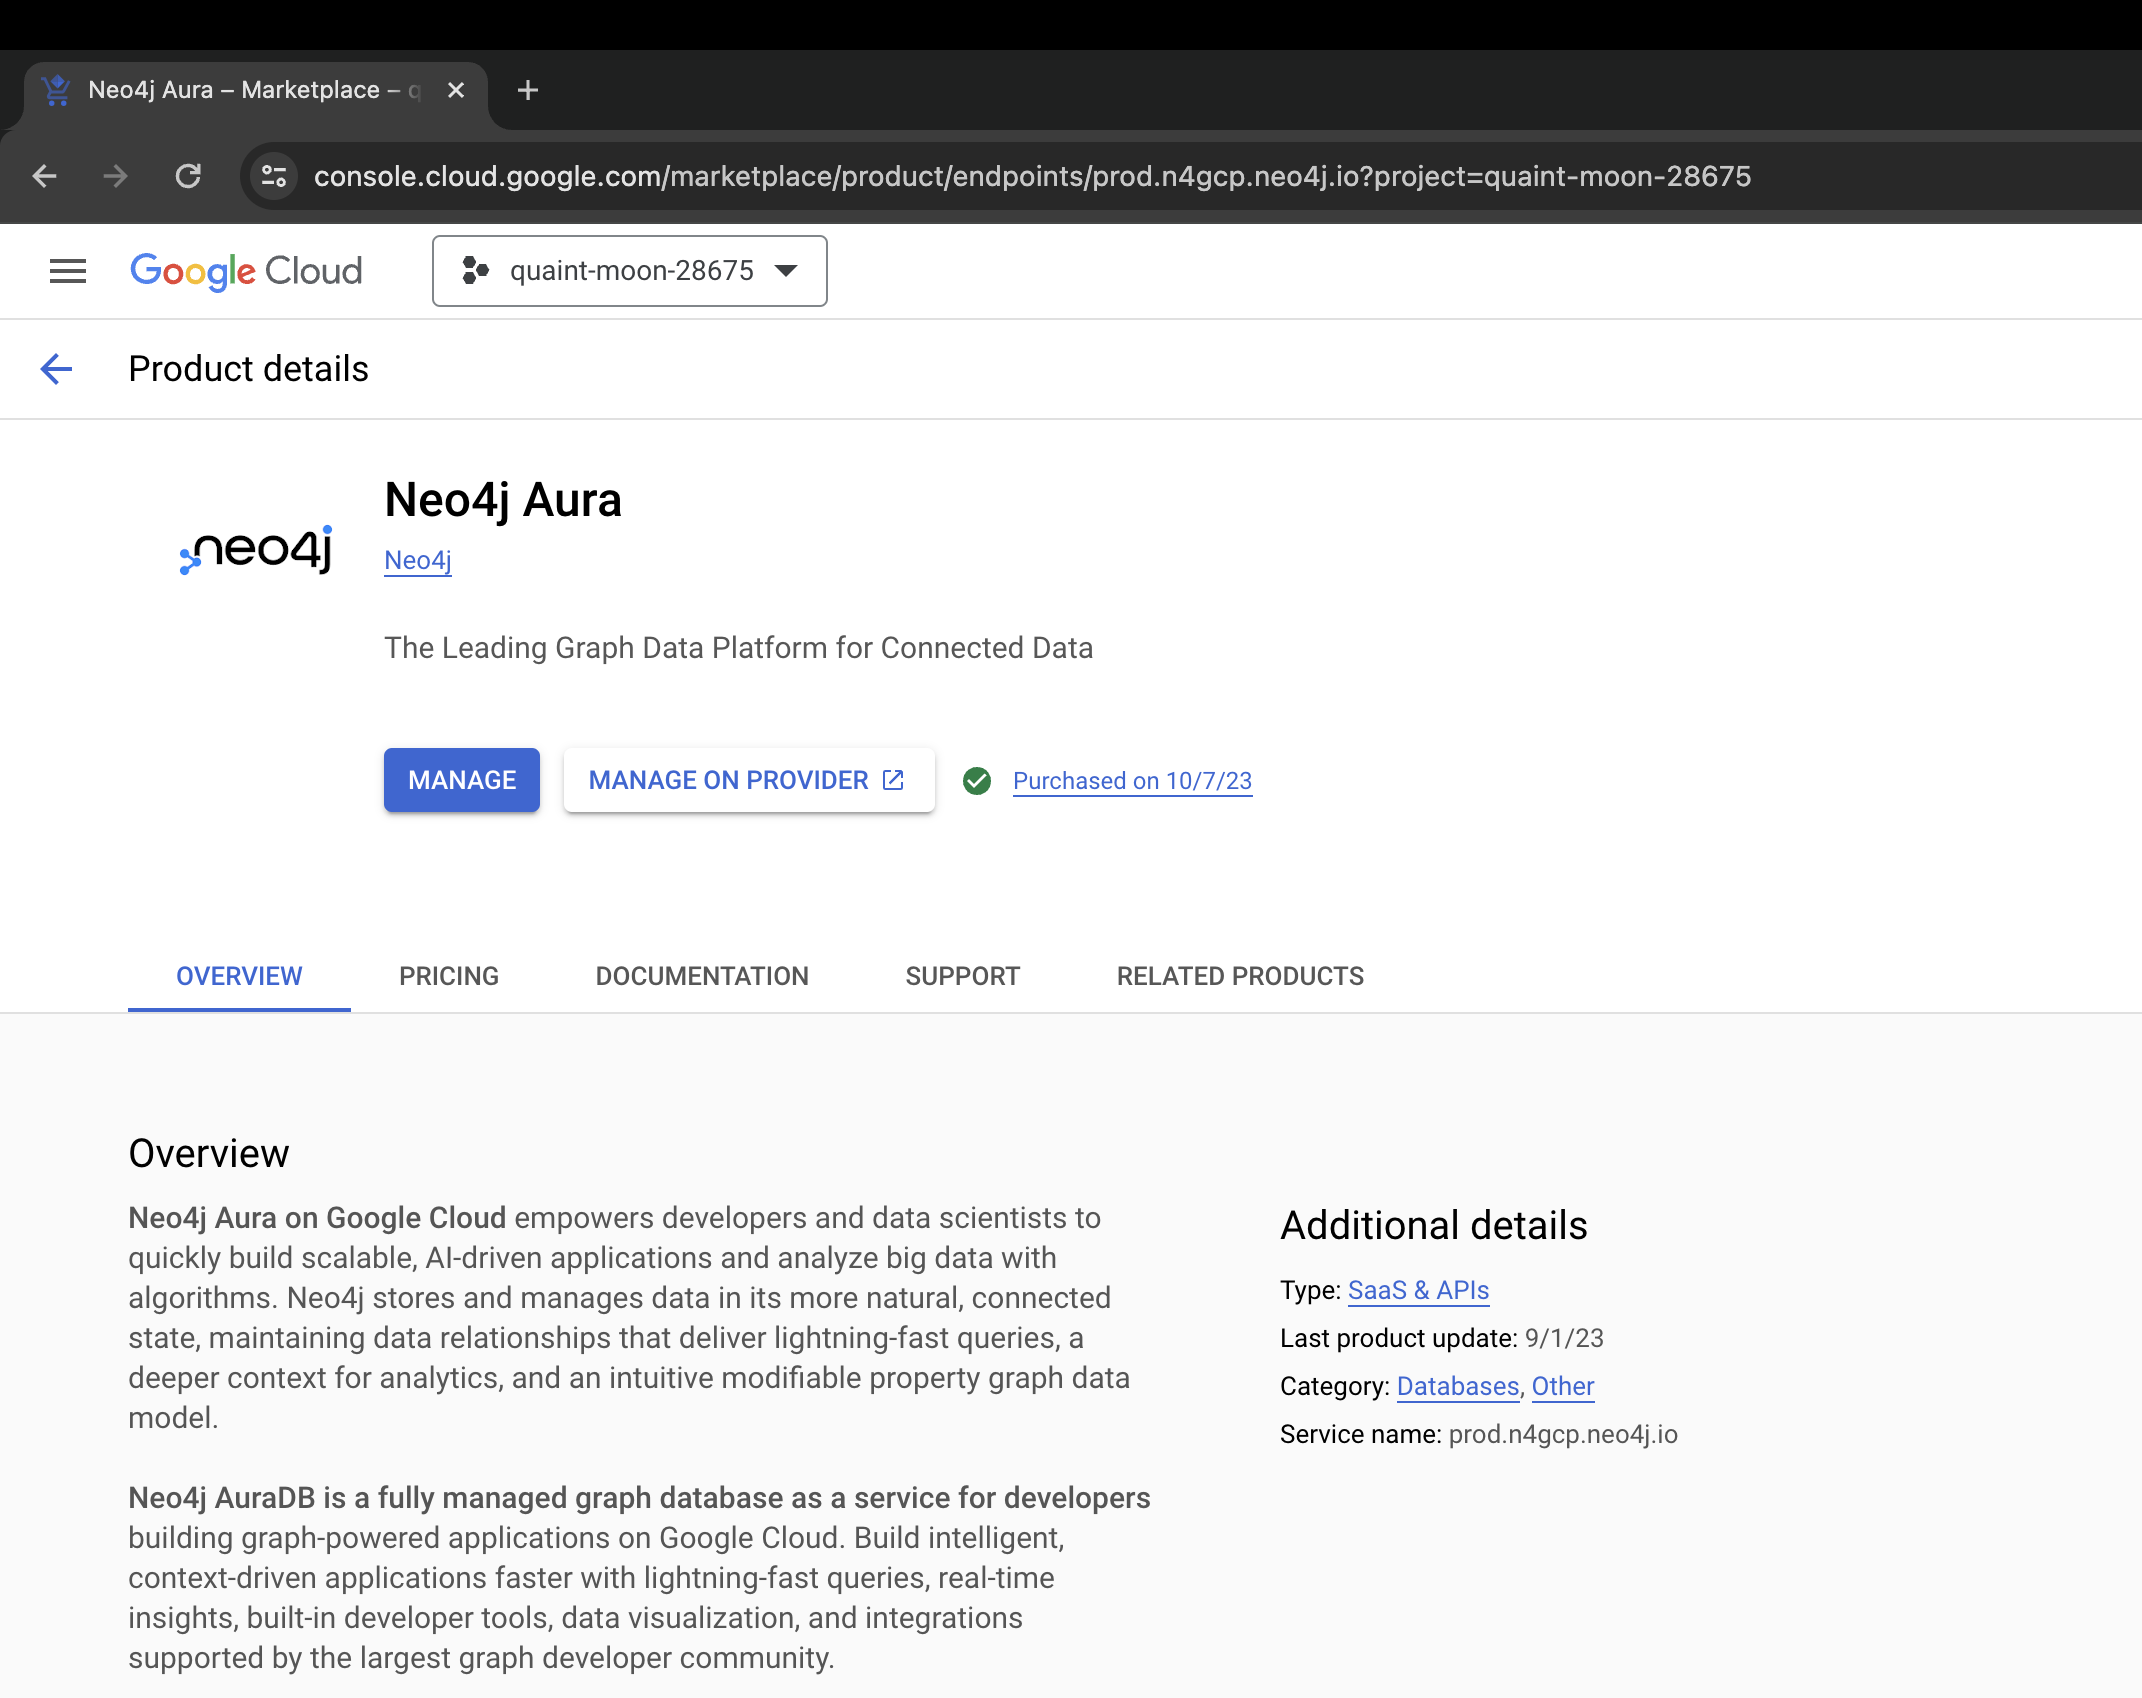 Neo4j Aura – Marketplace –
console.cloud.google.com/marketplace/product/endpoints/prod.n4gcp.neo4j.io?project=quaint-moon-28675
Google Cloud
quaint-moon-28675
Product details
neo4j
Neo4j Aura
Neo4j
The Leading Graph Data Platform for Connected Data
MANAGE
MANAGE ON PROVIDER
Purchased on 10/7/23
OVERVIEW
PRICING
DOCUMENTATION
SUPPORT
RELATED PRODUCTS
Overview
Neo4j Aura on Google Cloud empowers developers and data scientists to
quickly build scalable, AI-driven applications and analyze big data with
algorithms. Neo4j stores and manages data in its more natural, connected
state, maintaining data relationships that deliver lightning-fast queries, a
deeper context for analytics, and an intuitive modifiable property graph data
model.
Neo4j AuraDB is a fully managed graph database as a service for developers
building graph-powered applications on Google Cloud. Build intelligent,
context-driven applications faster with lightning-fast queries, real-time
insights, built-in developer tools, data visualization, and integrations
supported by the largest graph developer community.
Additional details
Type: SaaS & APIs
Last product update: 9/1/23
Category: Databases, Other
Service name: prod.n4gcp.neo4j.io